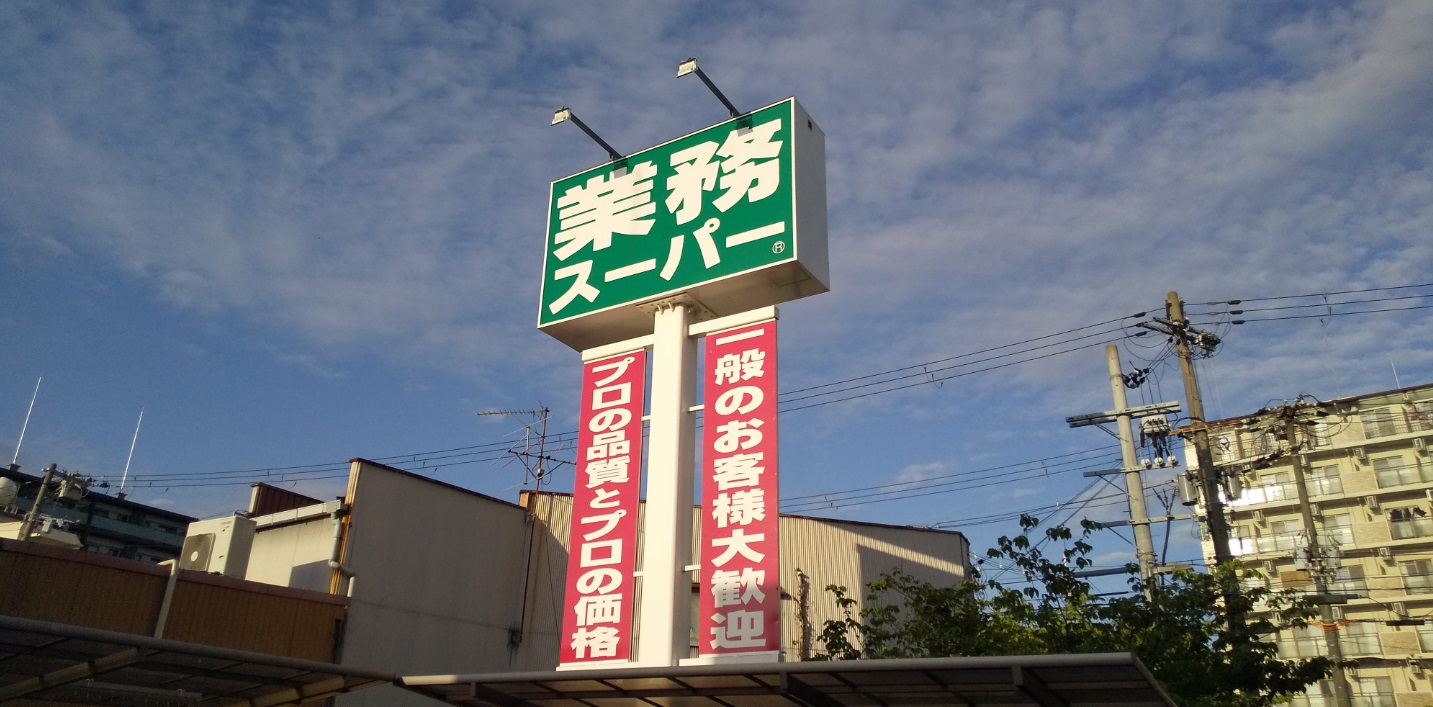 業務
スーパー®
一般のお客様大歓迎
プロの品質とプロの価格